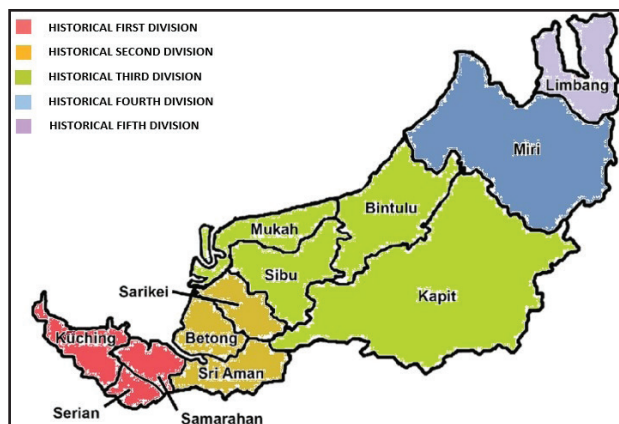 HISTORICAL FIRST DIVISION
HISTORICAL SECOND DIVISION
HISTORICAL THIRD DIVISION
HISTORICAL FOURTH DIVISION
HISTORICAL FIFTH DIVISION
Limbang
Miri
Bintulu
Mukah
Sibu
Kapit
Sarikei
Betong
Kuching
Sri Aman
Serian
Samarahan